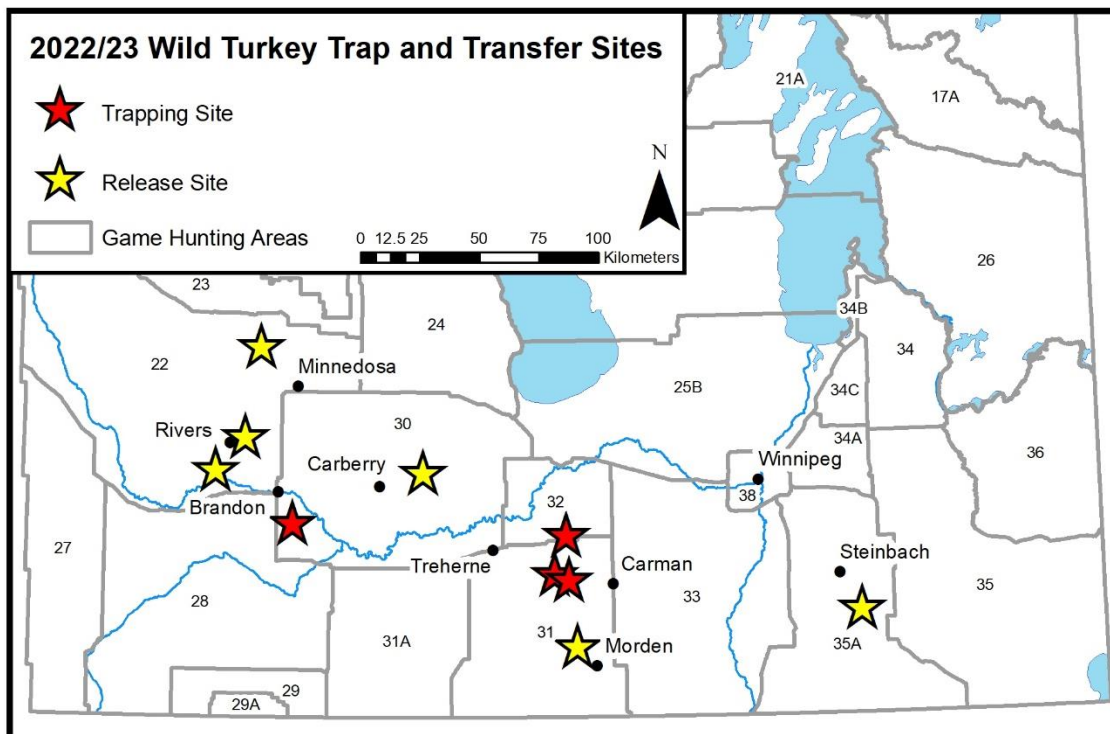 2022/23 Wild Turkey Trap and Transfer Sites
Trapping Site
Release Site
Game Hunting Areas
N
0 12.5 25 50 75 100
Kilometers
21A
17A
23
24
26
34B
34
22
Minnedosa
25B
34C
Rivers
30
34A
36
Carberry
Winnipeg
Brandon
32
38
27
Treherne
Steinbach
Carman
28
33
35
31A
31
Morden
35A
29
29A